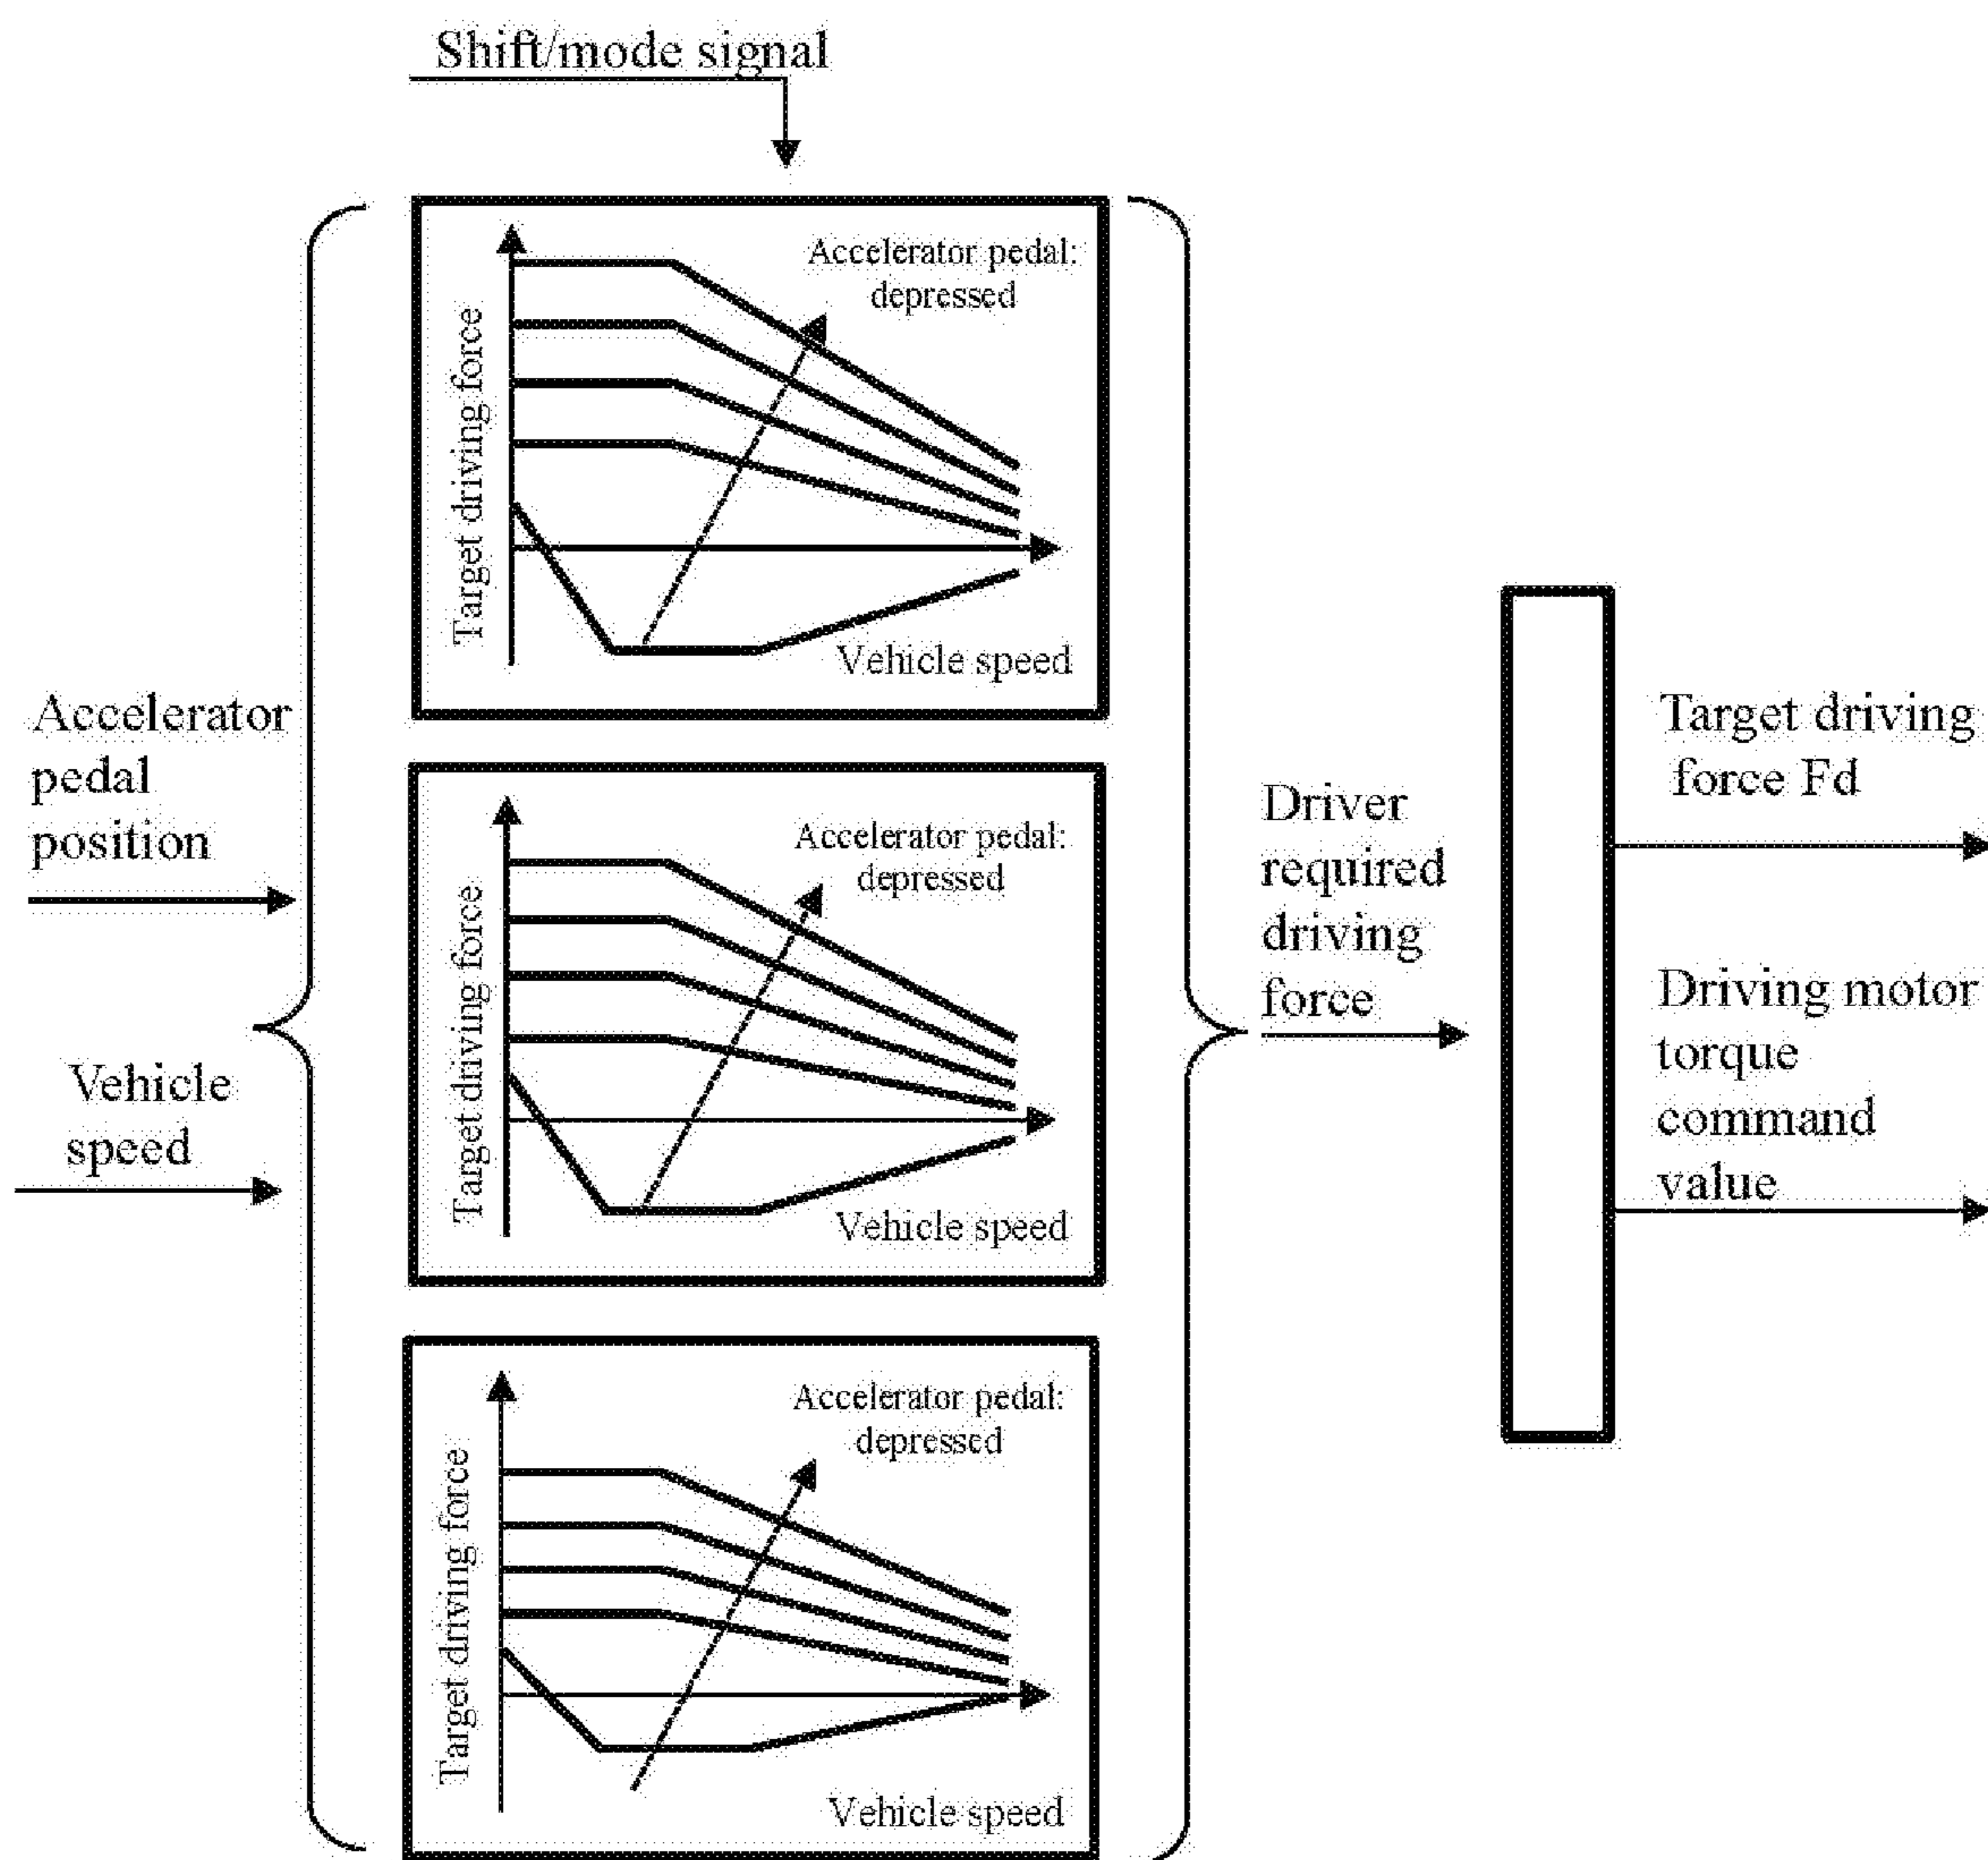 Shift/mode signal
Accelerator pedal:
depressed
Target driving force
Vehicle speed
Accelerator
pedal
position
Vehicle
speed
Accelerator pedal:
depressed
Target driving force
Vehicle speed
Accelerator pedal:
depressed
Target driving force
Vehicle speed
Driver
required
driving
force
Target driving
force Fd
Driving motor
torque
command
value